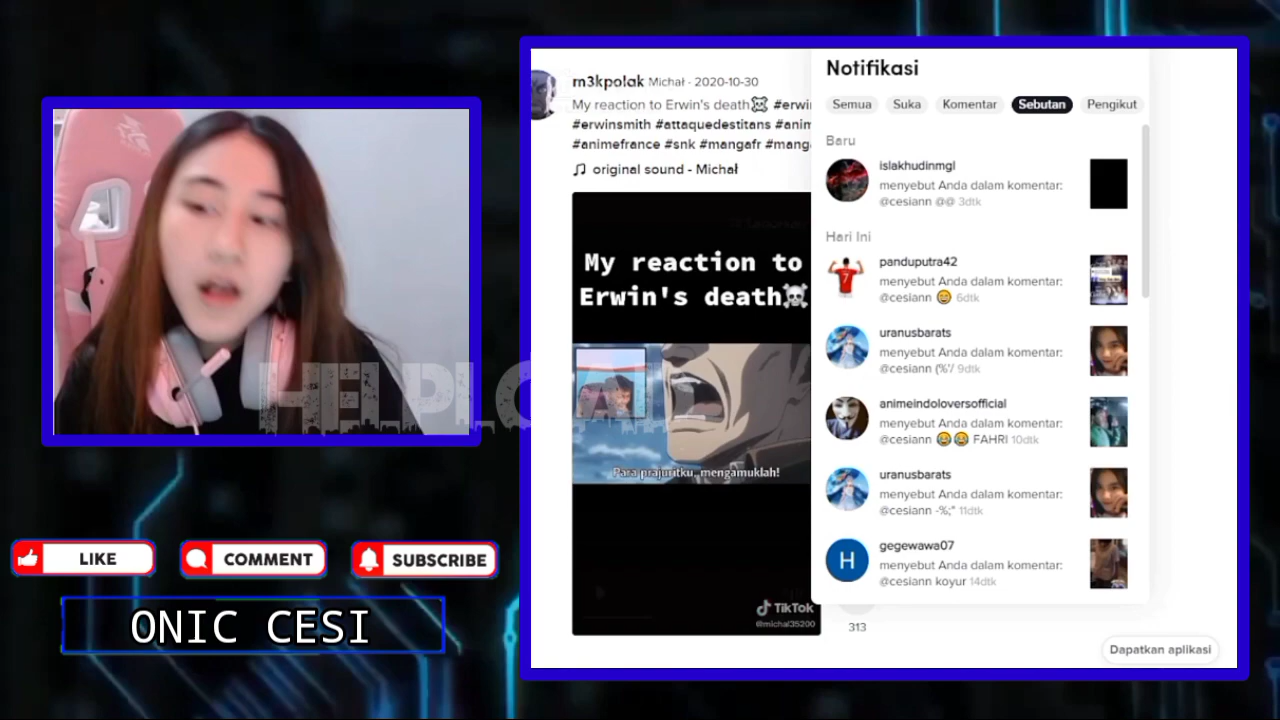 m3kpolak Michał · 2020-10-30
My reaction to Erwin's death☠️ #erwi
#erwinsmith #attaquedestitans #anim
#animefrance #snk #mangafr #mang
♫ original sound - Michał
My reaction to
Erwin's death☠️
Para prajuritku, mengamuklah!
TikTok
@michal35200
313
Notifikasi
Semua Suka Komentar Sebutan Pengikut
Baru
islakhudinmgl
menyebut Anda dalam komentar:
@cesiann @@ 3dtk
Hari Ini
panduputra42
menyebut Anda dalam komentar:
@cesiann 😄 6dtk
uranusbarats
menyebut Anda dalam komentar:
@cesiann (%'/ 9dtk
animeindoloversofficial
menyebut Anda dalam komentar:
@cesiann 😂😂 FAHRI 10dtk
uranusbarats
menyebut Anda dalam komentar:
@cesiann -%;" 11dtk
H
gegewawa07
menyebut Anda dalam komentar:
@cesiann koyur 14dtk
Dapatkan aplikasi
LIKE
COMMENT
SUBSCRIBE
ONIC CESI